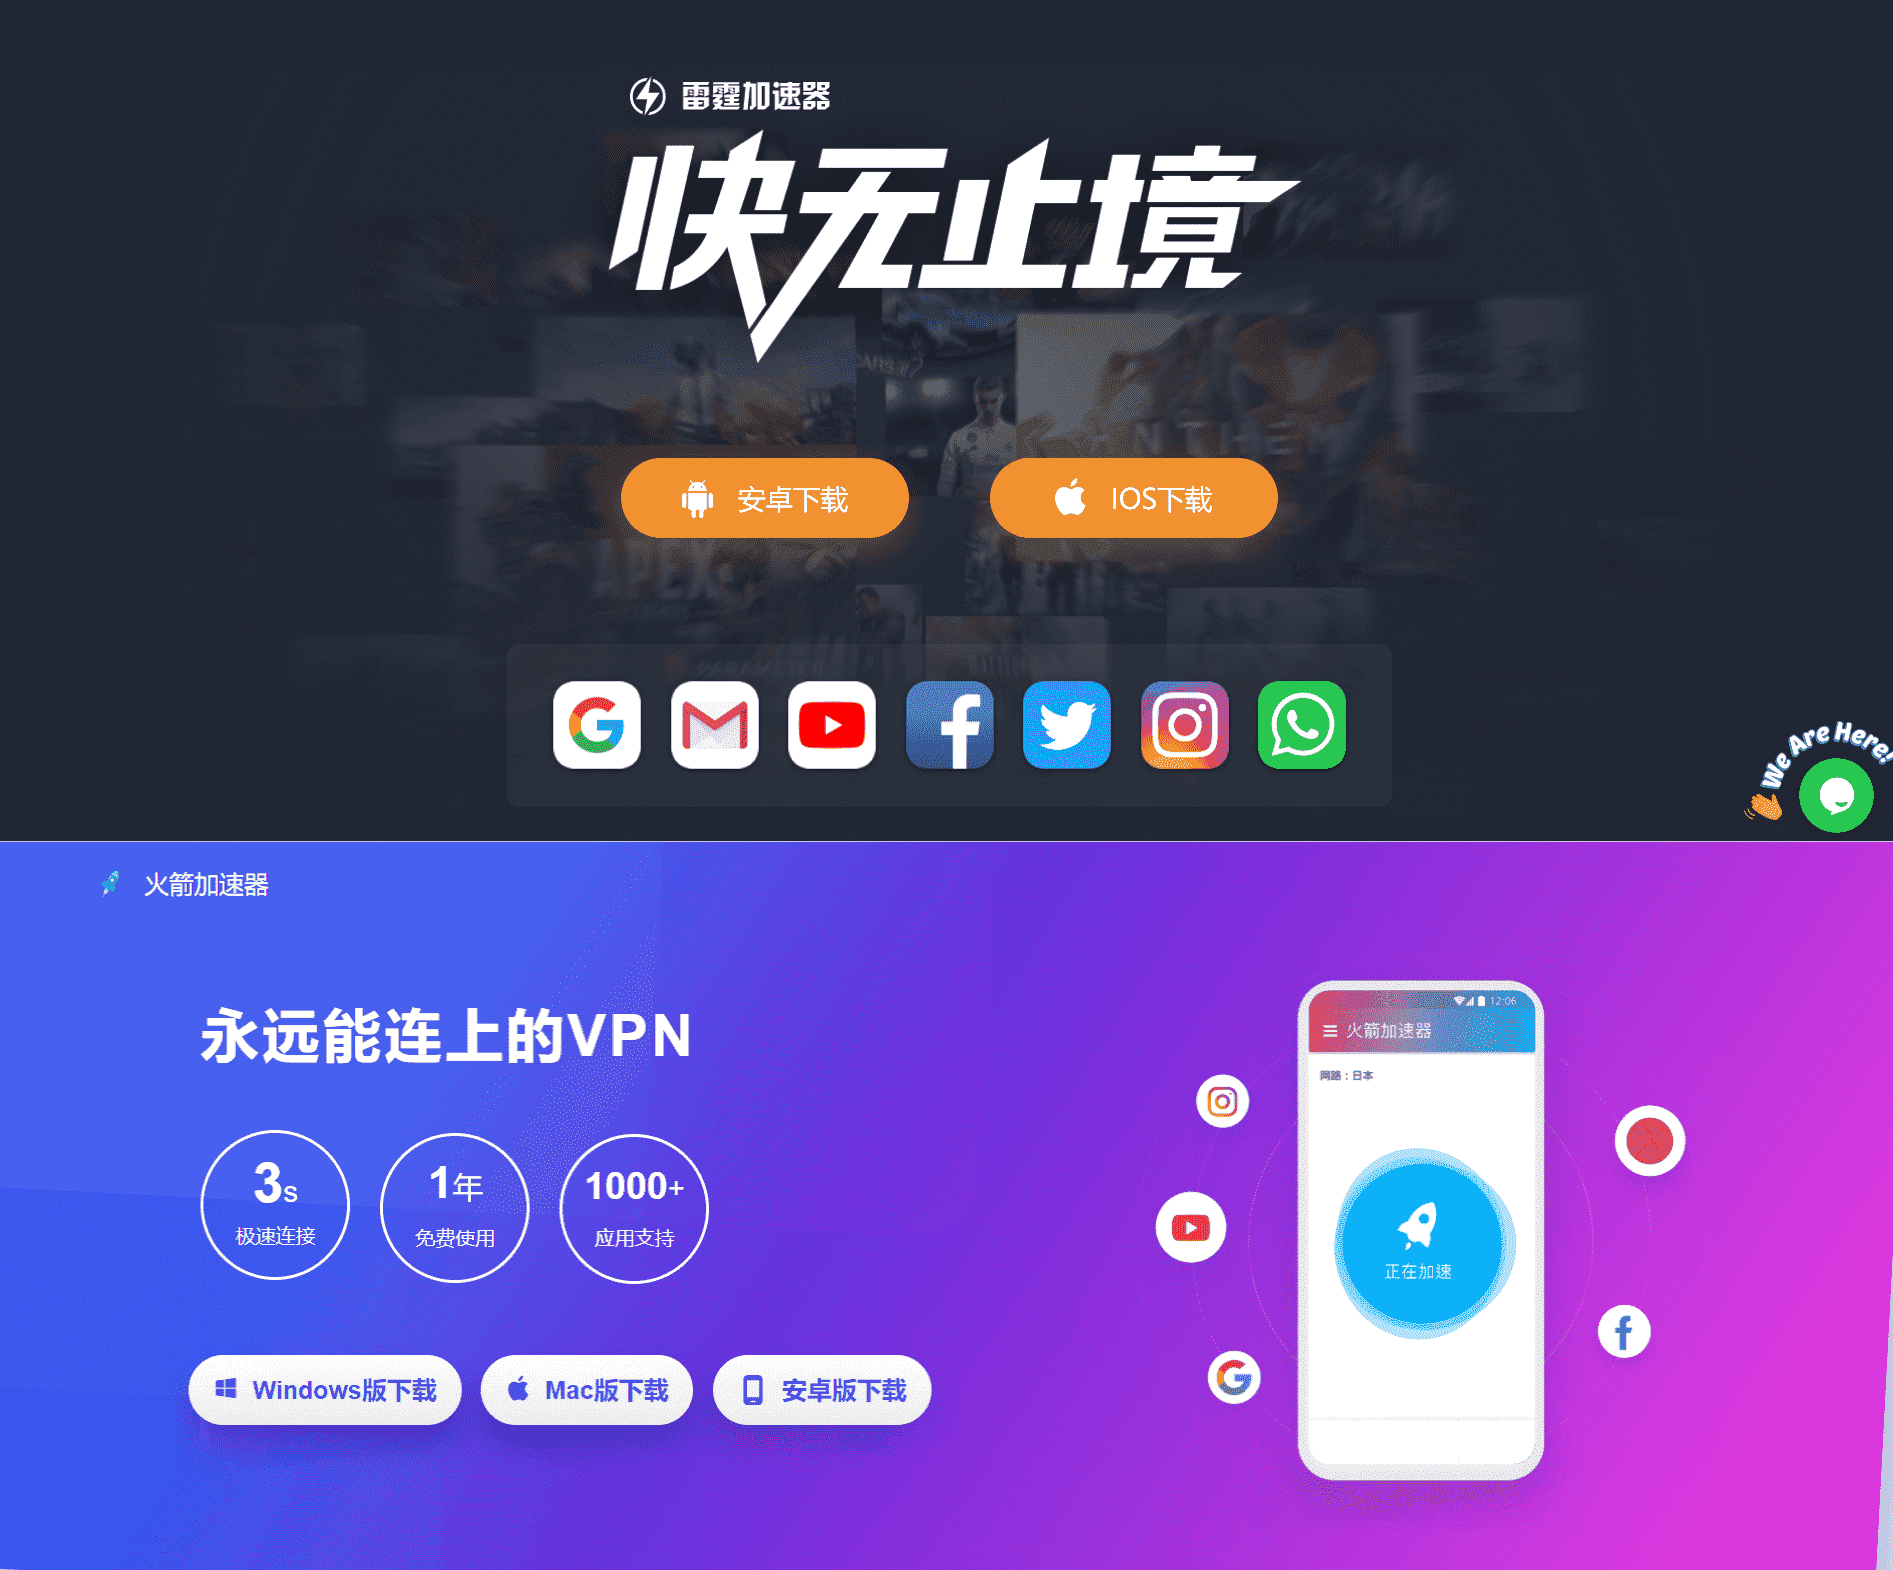 雷霆加速器
快无止境
ANTHEM
APEX
安卓下载
IOS下载
We Are Here!
火箭加速器
永远能连上的VPN
3s
极速连接
1年
免费使用
1000+
应用支持
Windows版下载
Mac版下载
安卓版下载
12:06
火箭加速器
网路：日本
正在加速